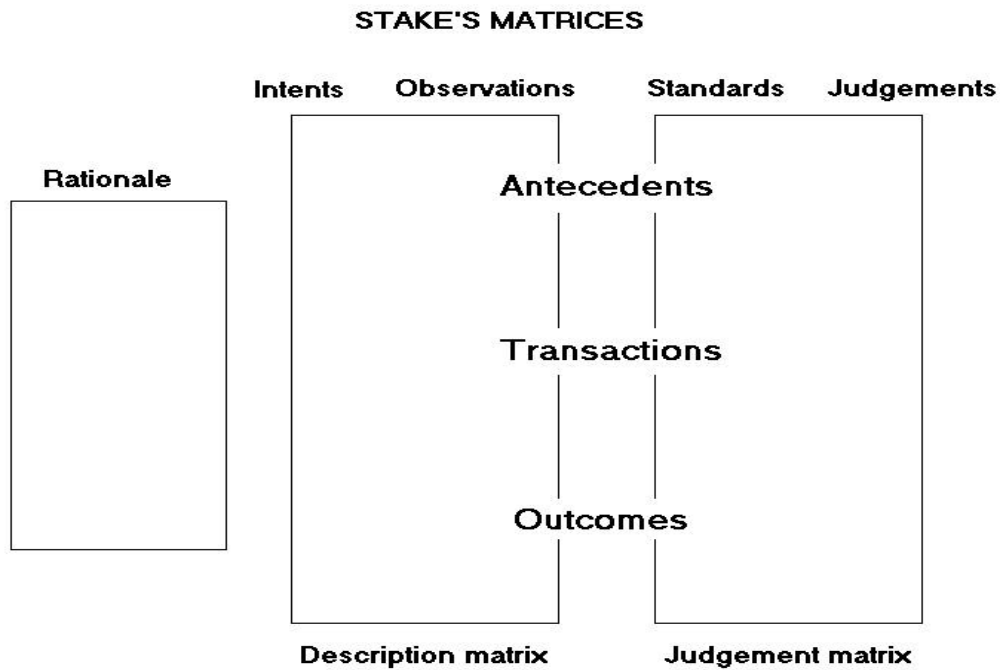 STAKE'S MATRICES
Intents Observations Standards Judgements
Rationale
Antecedents
Transactions
Outcomes
Description matrix Judgement matrix